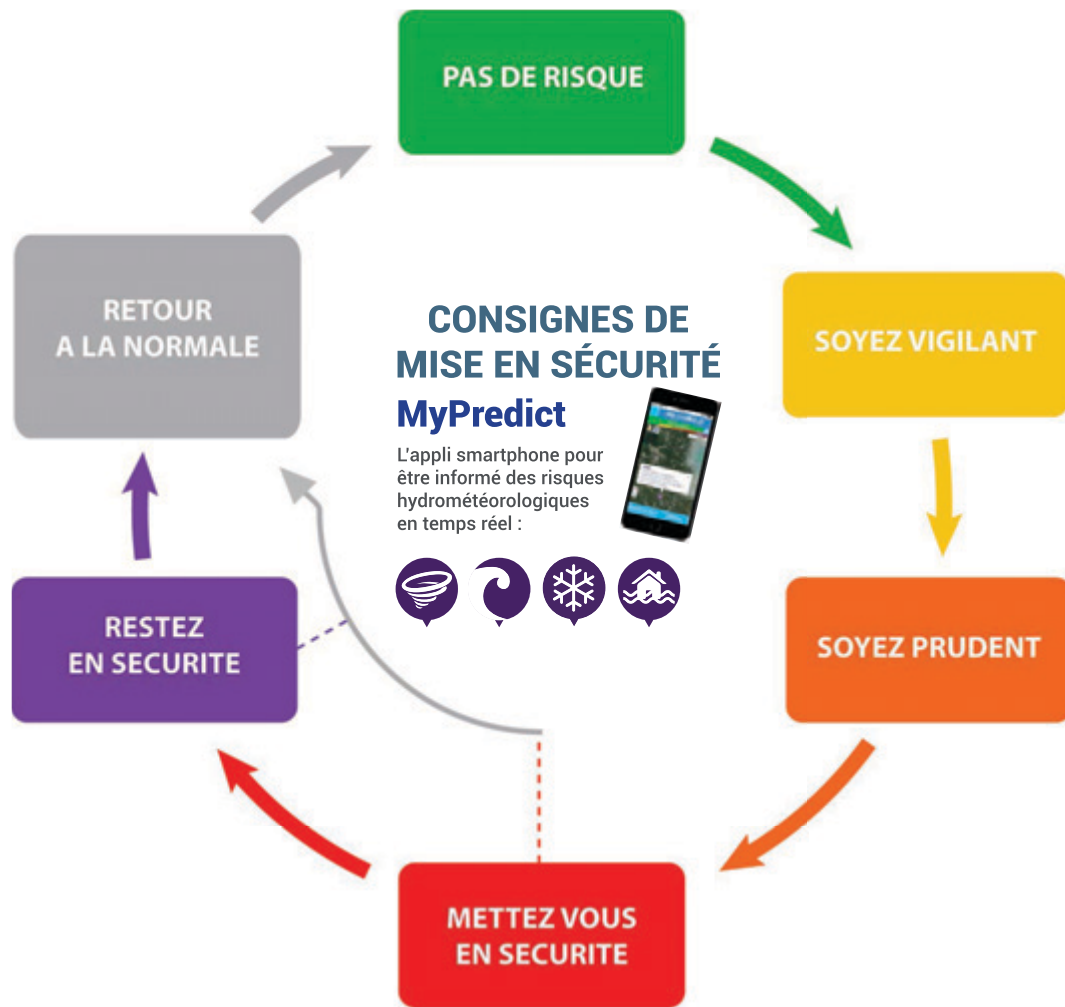 PAS DE RISQUE
SOYEZ VIGILANT
SOYEZ PRUDENT
METTEZ VOUS
EN SECURITE
RESTEZ
EN SECURITE
RETOUR
A LA NORMALE
CONSIGNES DE
MISE EN SÉCURITÉ
MyPredict
L'appli smartphone pour
être informé des risques
hydrométéorologiques
en temps réel :